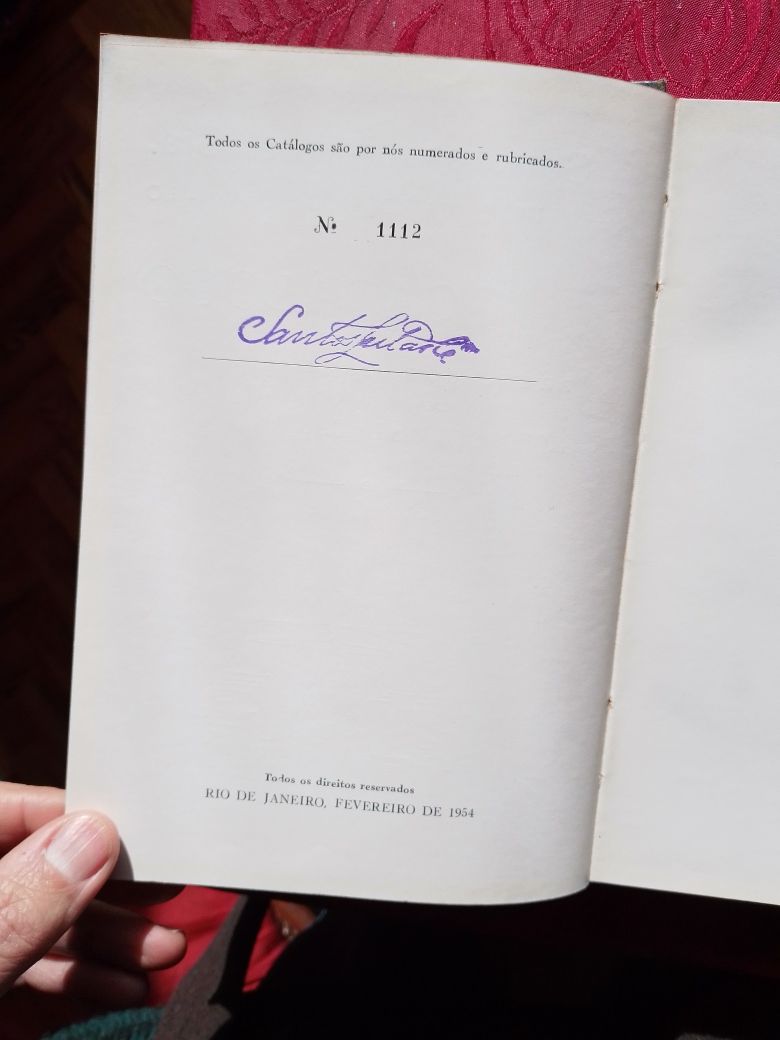 Todos os Catálogos são por nós numerados e rubricados.
Nº 1112
Santos
Todos os direitos reservados
RIO DE JANEIRO, FEVEREIRO DE 1954